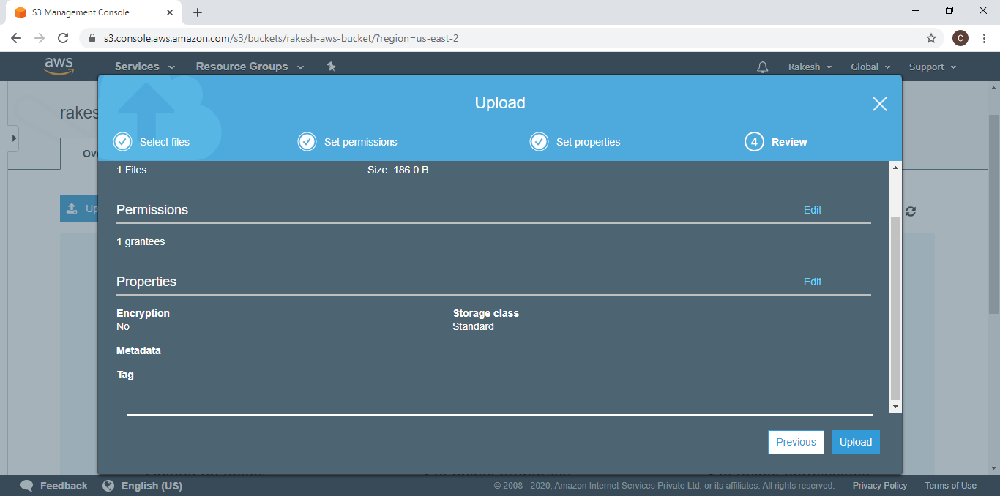 S3 Management Console
s3.console.aws.amazon.com/s3/buckets/rakesh-aws-bucket/?region=us-east-2
C
aws
Services
Resource Groups
Rakesh
Global
Support
rakes
Upload
Select files
Set permissions
Set properties
4 Review
Ove
Up
1 Files
Size: 186.0 B
Permissions
Edit
1 grantees
Properties
Edit
Encryption
Storage class
No
Standard
Metadata
Tag
Previous
Upload
Feedback
English (US)
© 2008 - 2020, Amazon Internet Services Private Ltd. or its affiliates. All rights reserved.
Privacy Policy
Terms of Use